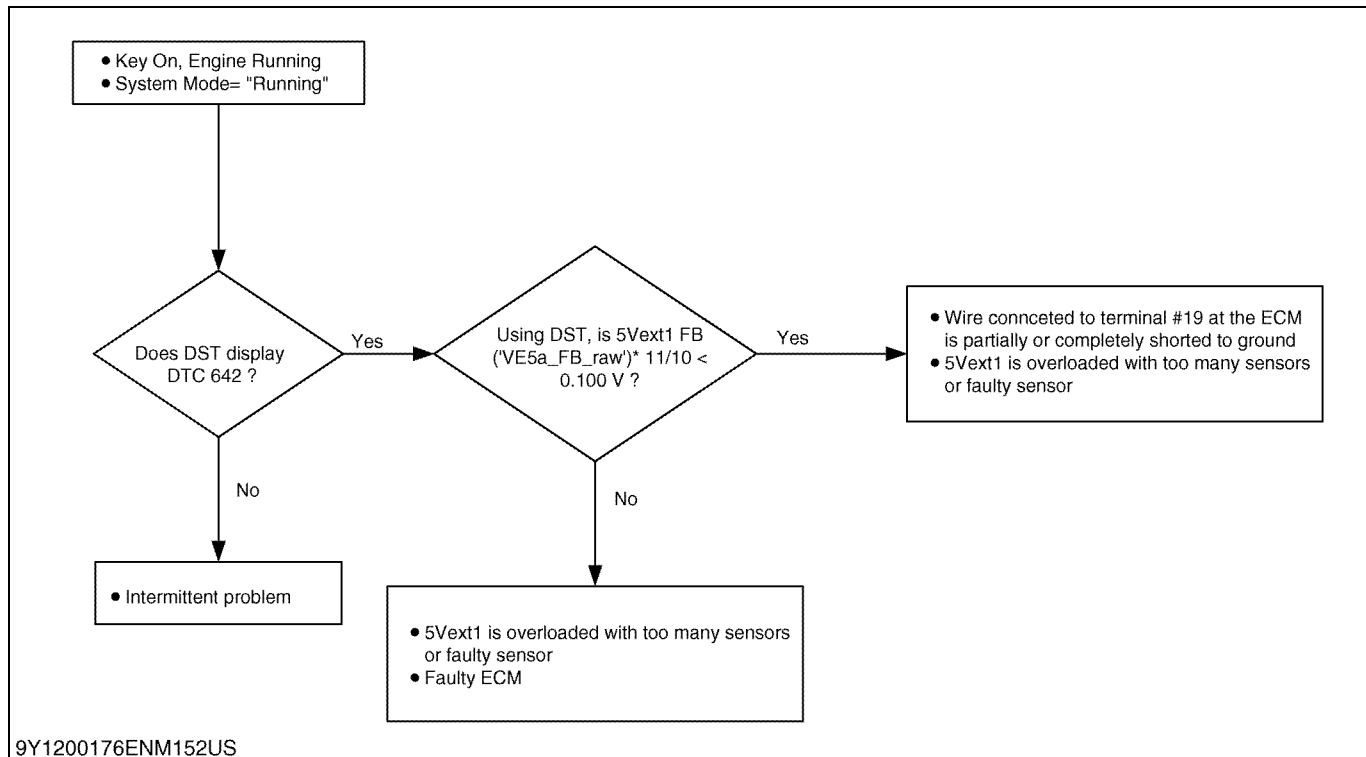 ● Key On, Engine Running
● System Mode= "Running"
Does DST display
DTC 642 ?
Yes
Using DST, is 5Vext1 FB
('VE5a_FB_raw')* 11/10 <
0.100 V ?
Yes
● Wire connceted to terminal #19 at the ECM
is partially or completely shorted to ground
● 5Vext1 is overloaded with too many sensors
or faulty sensor
No
● Intermittent problem
No
● 5Vext1 is overloaded with too many sensors
or faulty sensor
● Faulty ECM
9Y1200176ENM152US